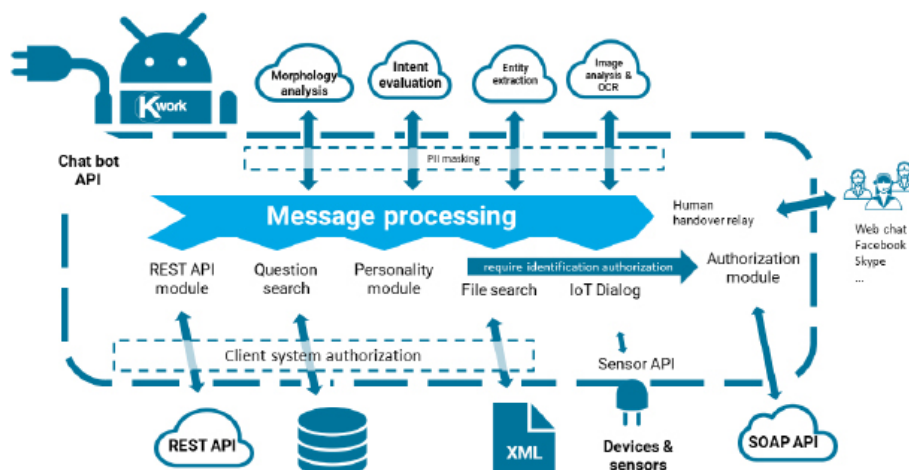 Kwork
Morphology
analysis
Intent
evaluation
Entity
extraction
Image
analysis &
OCR
Chat bot
API
PII masking
Message processing
Human
handover relay
Web chat
Facebook
Skype
...
REST API
module
Question
search
Personality
module
require identification authorization
File search
IoT Dialog
Authorization
module
Client system authorization
Sensor API
REST API
XML
Devices &
sensors
SOAP API